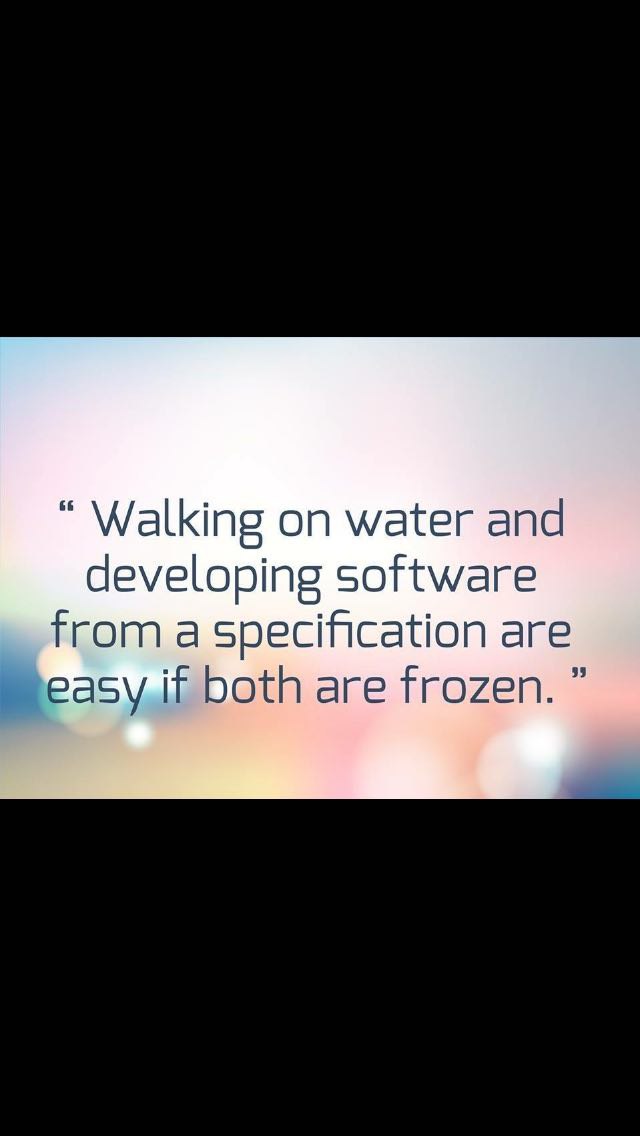 “ Walking on water and
developing software
from a specification are
easy if both are frozen. ”